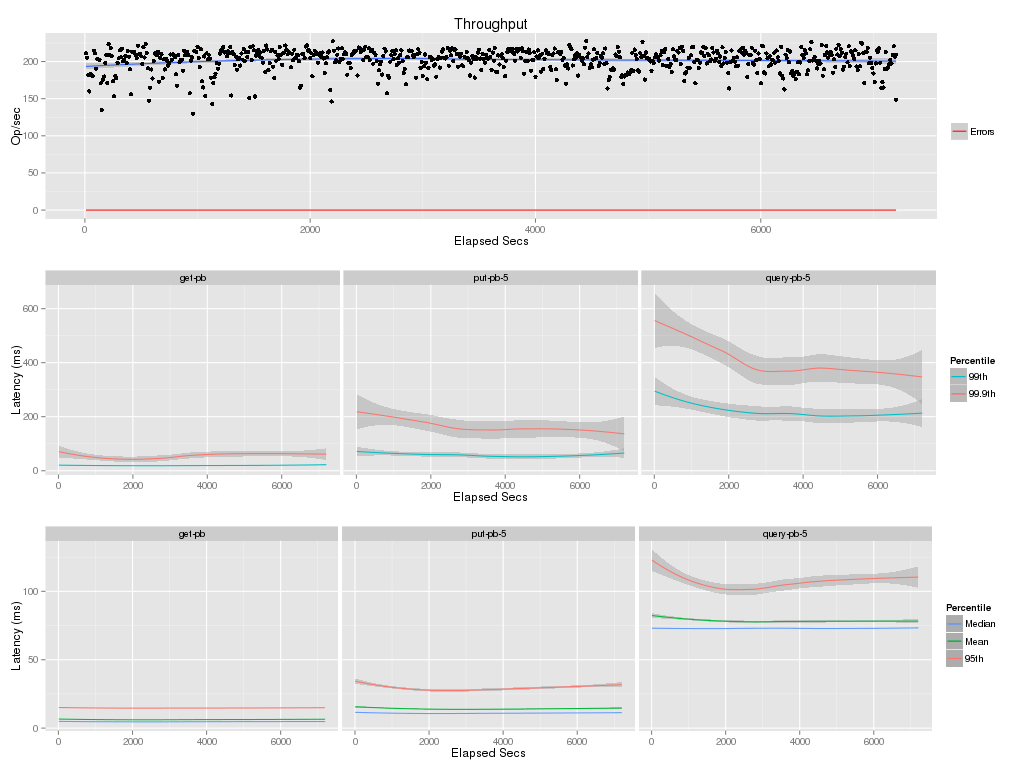 Throughput
200
150
100
50
0
Op/sec
0 2000 4000 6000
Elapsed Secs
Errors
get-pb put-pb-5 query-pb-5
600
400
200
0
Latency (ms)
0 2000 4000 6000 0 2000 4000 6000 0 2000 4000 6000
Elapsed Secs
Percentile
99th
99.9th
get-pb put-pb-5 query-pb-5
100
50
0
Latency (ms)
0 2000 4000 6000 0 2000 4000 6000 0 2000 4000 6000
Elapsed Secs
Percentile
Median
Mean
95th